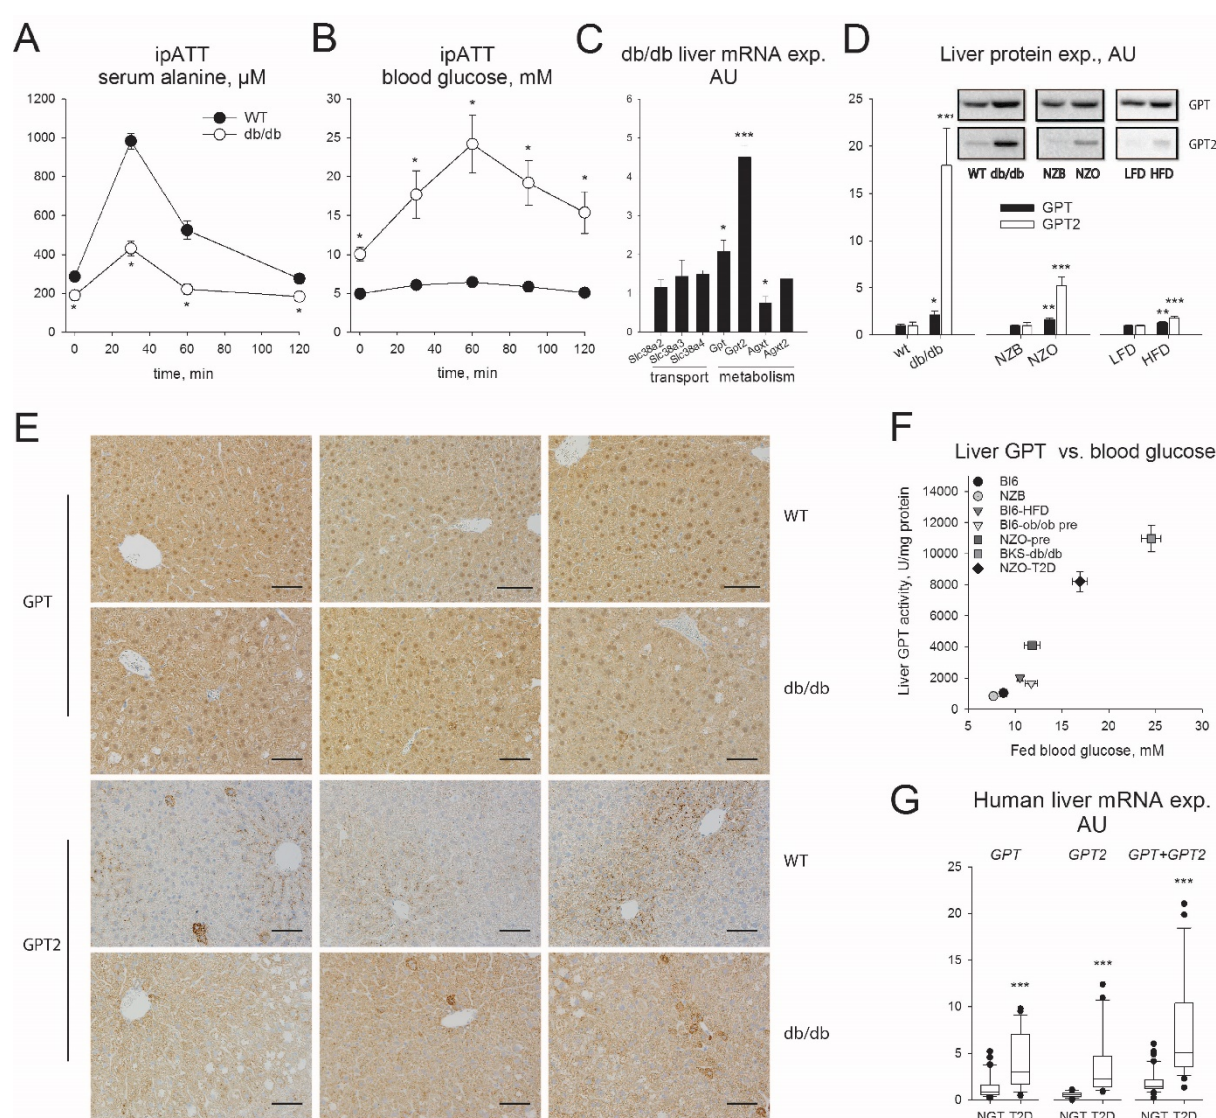 A
ipATT
serum alanine, µM
1200
1000
800
600
400
200
0
WT
db/db
*
*
*
*
0 20 40 60 80 100 120
time, min
B
ipATT
blood glucose, mM
30
25
20
15
10
5
0
*
*
*
*
*
0 20 40 60 80 100 120
time, min
C
db/db liver mRNA exp.
AU
6
5
4
3
2
1
0
*
***
*
Slc38a2
Slc38a3
Slc38a4
Gpt
Gpt2
Agxt
Agxt2
transport metabolism
D
Liver protein exp., AU
25
20
15
10
5
0
***
GPT
GPT2
WT db/db NZB NZO LFD HFD
GPT
GPT2
*
** ***
** ***
wt
db/db
NZB
NZO
LFD
HFD
E
GPT
WT
db/db
GPT2
WT
db/db
F
Liver GPT vs. blood glucose
Liver GPT activity, U/mg protein
14000
12000
10000
8000
6000
4000
2000
0
Bl6
NZB
Bl6-HFD
Bl6-ob/ob pre
NZO-pre
BKS-db/db
NZO-T2D
5 10 15 20 25 30
Fed blood glucose, mM
G
Human liver mRNA exp.
AU
GPT GPT2 GPT+GPT2
25
20
15
10
5
0
***
***
***
NGT T2D NGT T2D NGT T2D